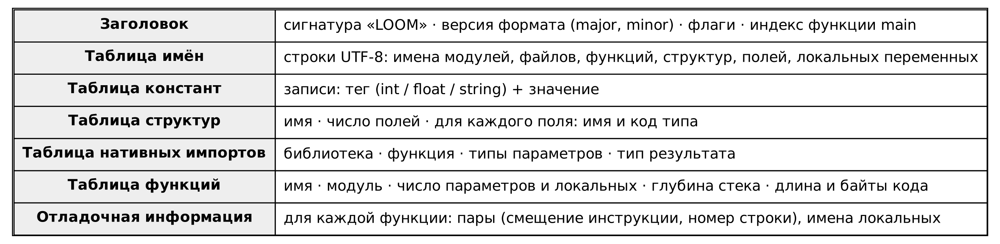 Заголовок
сигнатура «LOOM» · версия формата (major, minor) · флаги · индекс функции main
Таблица имён
строки UTF-8: имена модулей, файлов, функций, структур, полей, локальных переменных
Таблица констант
записи: тег (int / float / string) + значение
Таблица структур
имя · число полей · для каждого поля: имя и код типа
Таблица нативных импортов
библиотека · функция · типы параметров · тип результата
Таблица функций
имя · модуль · число параметров и локальных · глубина стека · длина и байты кода
Отладочная информация
для каждой функции: пары (смещение инструкции, номер строки), имена локальных